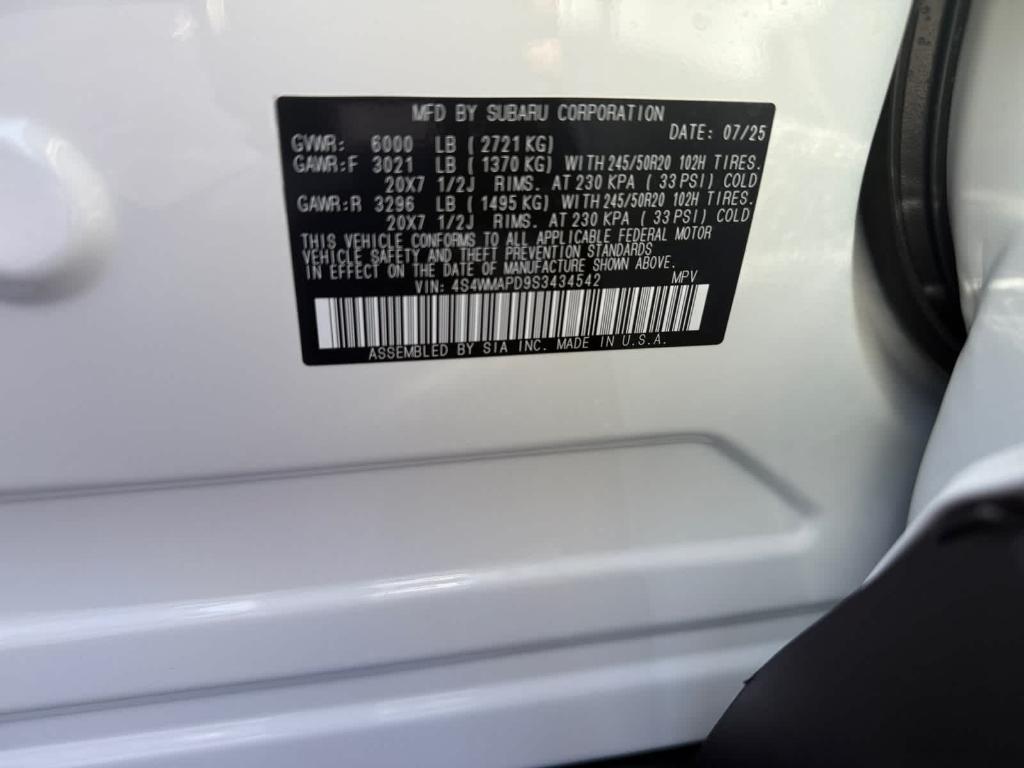 MFD BY SUBARU CORPORATION
DATE: 07/25
GVWR: 6000 LB ( 2721 KG)
GAWR:F 3021 LB ( 1370 KG) WITH 245/50R20 102H TIRES.
20X7 1/2J RIMS. AT 230 KPA ( 33 PSI) COLD
GAWR:R 3296 LB ( 1495 KG) WITH 245/50R20 102H TIRES.
20X7 1/2J RIMS. AT 230 KPA ( 33 PSI) COLD
THIS VEHICLE CONFORMS TO ALL APPLICABLE FEDERAL MOTOR
VEHICLE SAFETY AND THEFT PREVENTION STANDARDS
IN EFFECT ON THE DATE OF MANUFACTURE SHOWN ABOVE.
VIN: 4S4WMAPD9S3434542 MPV
ASSEMBLED BY SIA INC. MADE IN U.S.A.